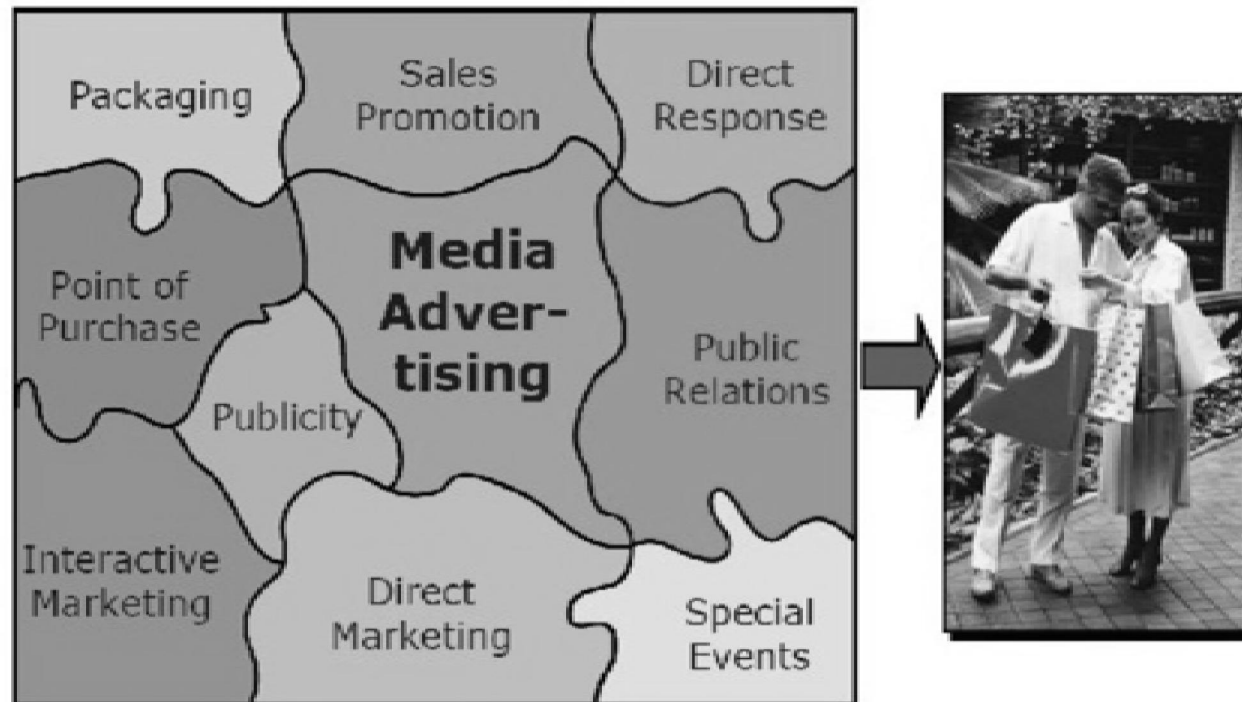 Packaging
Sales
Promotion
Direct
Response
Point of
Purchase
Media
Adver-
tising
Public
Relations
Publicity
Interactive
Marketing
Direct
Marketing
Special
Events